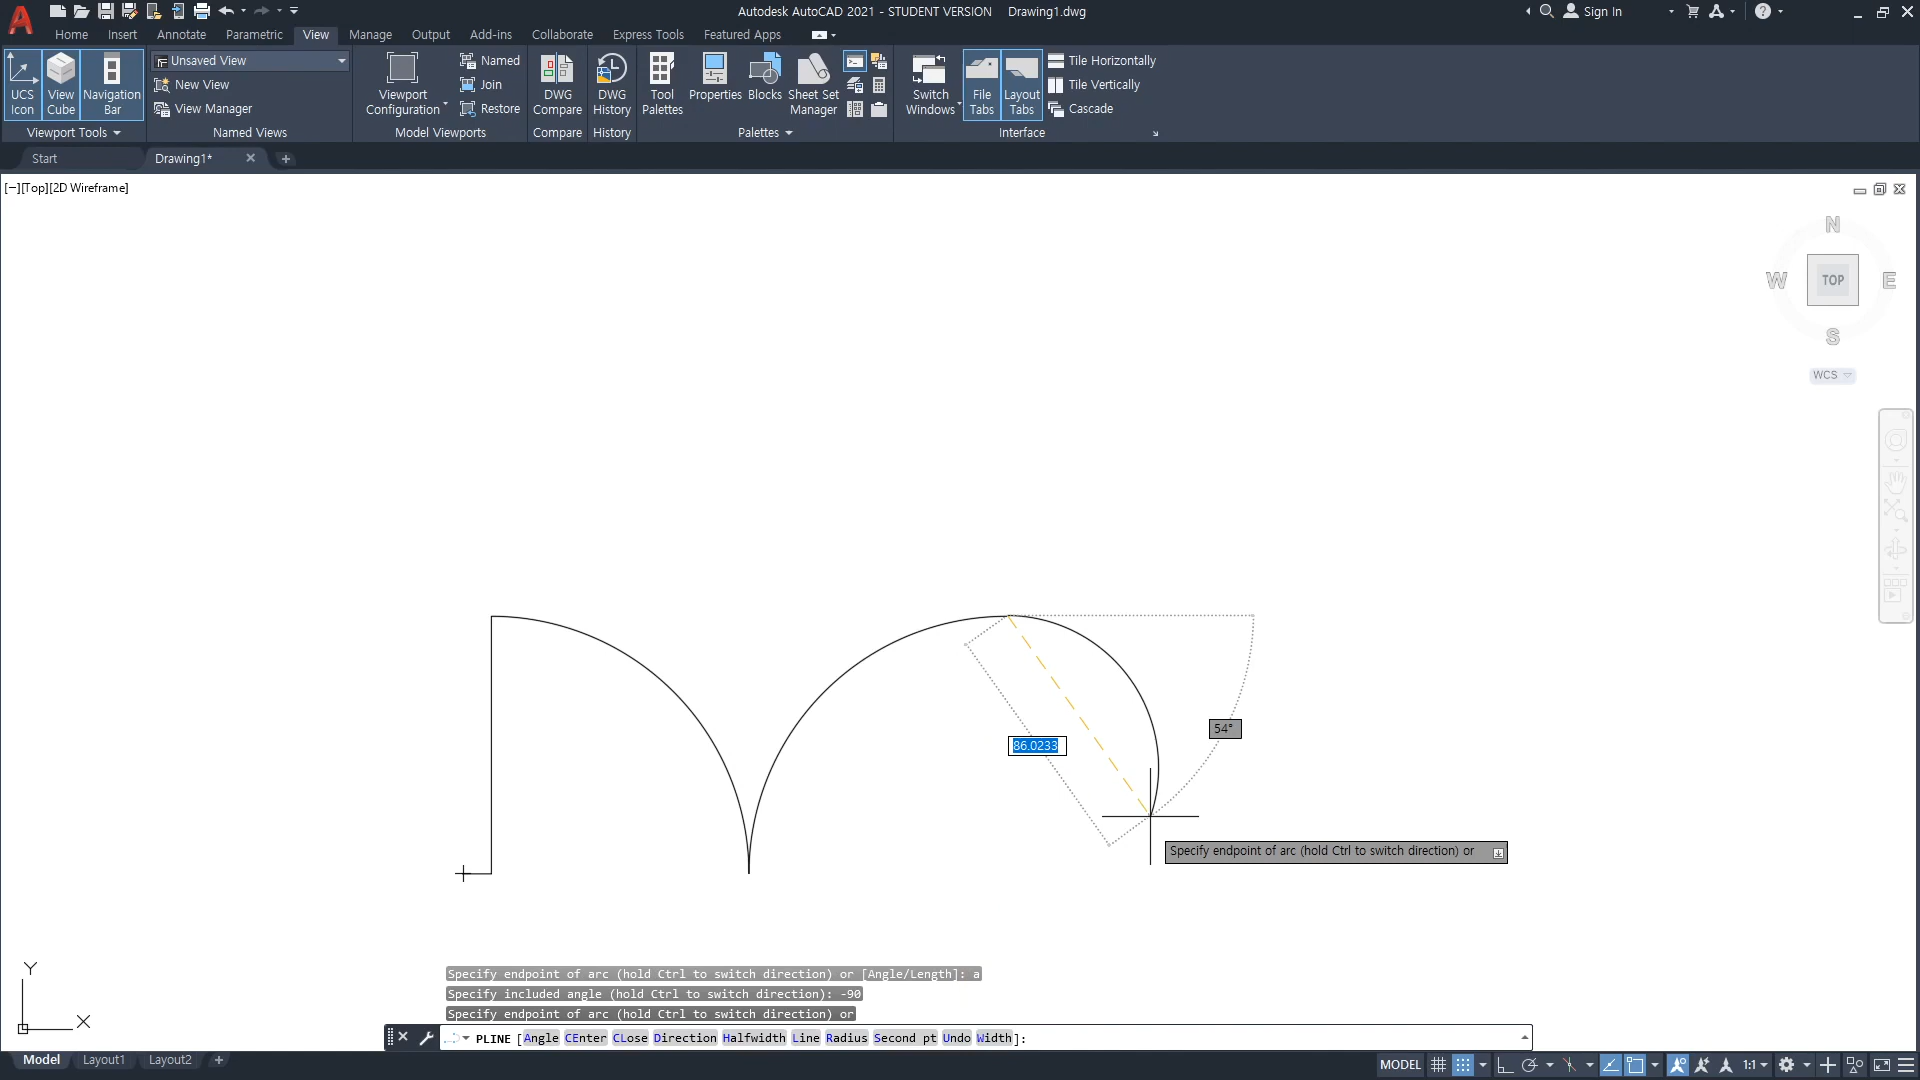 Autodesk AutoCAD 2021 - STUDENT VERSION Drawing1.dwg
Sign In
Home Insert Annotate Parametric View Manage Output Add-ins Collaborate Express Tools Featured Apps
UCS Icon
View Cube
Navigation Bar
Viewport Tools
Unsaved View
New View
View Manager
Named Views
Viewport Configuration
Named
Join
Restore
Model Viewports
DWG Compare
Compare
DWG History
History
Tool Palettes
Properties
Blocks
Sheet Set Manager
Palettes
Switch Windows
File Tabs
Layout Tabs
Tile Horizontally
Tile Vertically
Cascade
Interface
Start
Drawing1*
[−][Top][2D Wireframe]
N
W TOP E
S
WCS
54°
86.0233
Specify endpoint of arc (hold Ctrl to switch direction) or
Y
X
Specify endpoint of arc (hold Ctrl to switch direction) or [Angle/Length]: a
Specify included angle (hold Ctrl to switch direction): -90
Specify endpoint of arc (hold Ctrl to switch direction) or
PLINE [Angle CEnter CLose Direction Halfwidth Line Radius Second pt Undo Width]:
Model Layout1 Layout2
MODEL 1:1